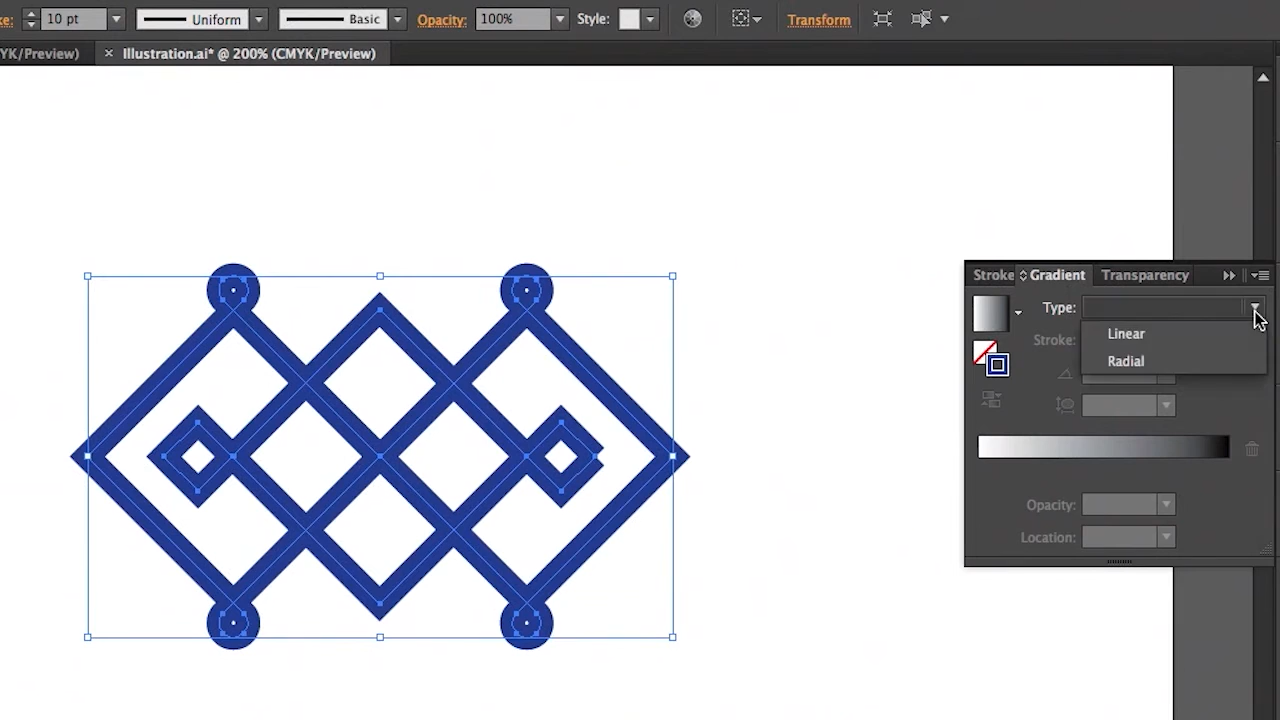 ke: 10 pt Uniform Basic Opacity: 100% Style: Transform
YK/Preview) × Illustration.ai* @ 200% (CMYK/Preview)
Stroke Gradient Transparency
Type:
Linear
Stroke:
Radial
Opacity:
Location: